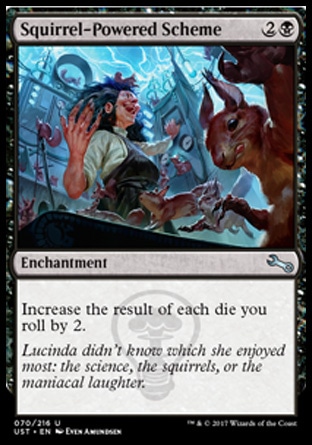 Squirrel-Powered Scheme 2
Enchantment
Increase the result of each die you
roll by 2.
Lucinda didn't know which she enjoyed
most: the science, the squirrels, or the
maniacal laughter.
070/216 U
UST • EN Even Amundsen
™ & © 2017 Wizards of the Coast